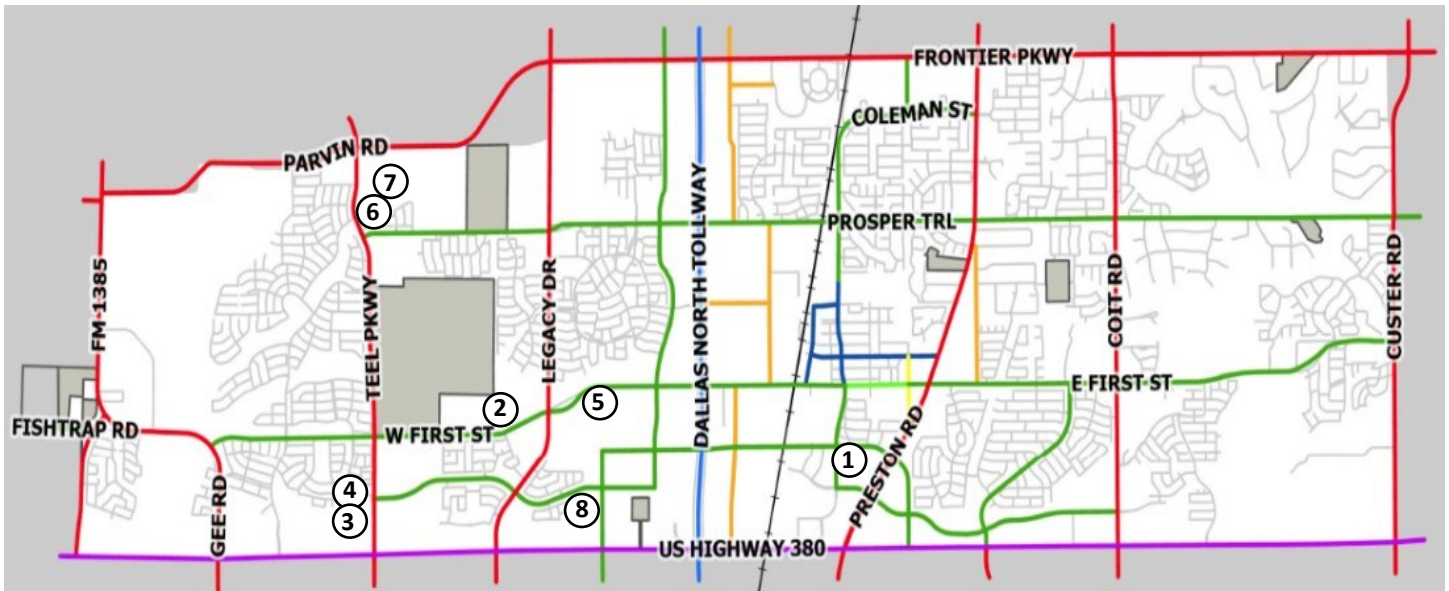 FRONTIER PKWY
COLEMAN ST
PARVIN RD
7
6
PROSPER TRL
DALLAS NORTH TOLLWAY
FM 1385
TEEL PKWY
LEGACY DR
COIT RD
CUSTER RD
E FIRST ST
2
5
FISHTRAP RD
W FIRST ST
1
PRESTON RD
4
3
8
GEE RD
US HIGHWAY 380